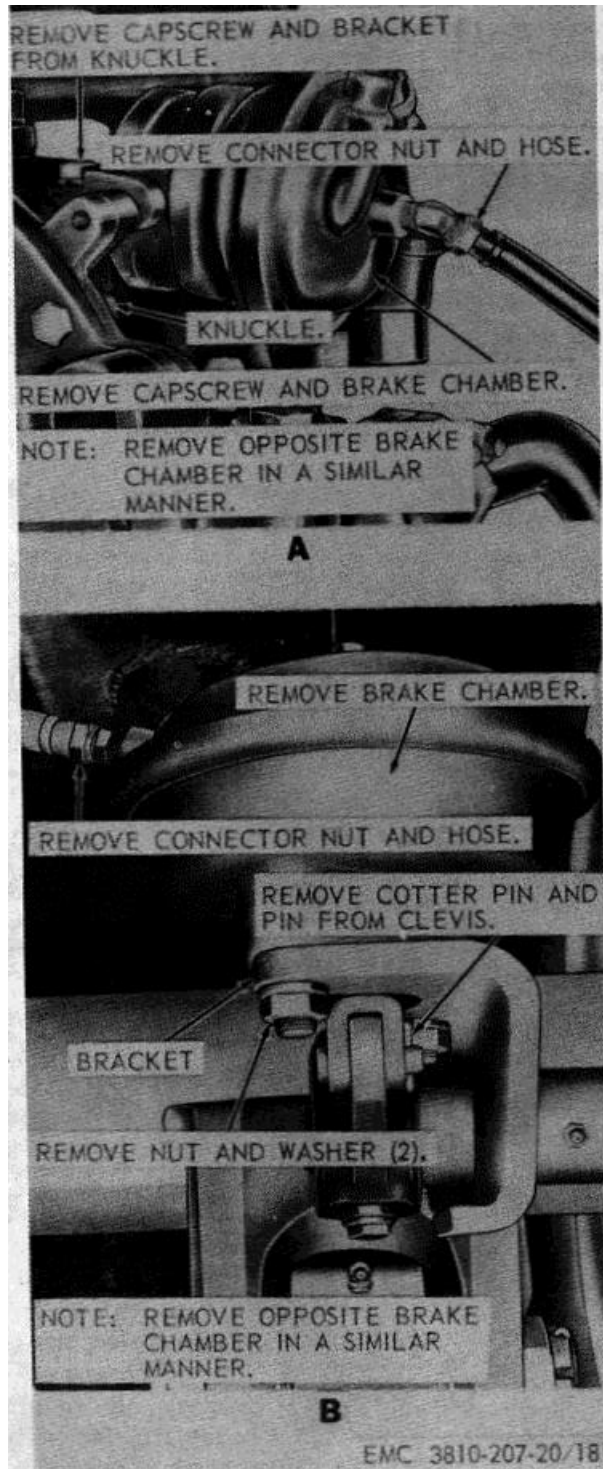 REMOVE CAPSCREW AND BRACKET
FROM KNUCKLE.
REMOVE CONNECTOR NUT AND HOSE.
KNUCKLE.
REMOVE CAPSCREW AND BRAKE CHAMBER.
NOTE: REMOVE OPPOSITE BRAKE
CHAMBER IN A SIMILAR
MANNER.
A
REMOVE BRAKE CHAMBER.
REMOVE CONNECTOR NUT AND HOSE.
REMOVE COTTER PIN AND
PIN FROM CLEVIS.
BRACKET
REMOVE NUT AND WASHER (2).
NOTE: REMOVE OPPOSITE BRAKE
CHAMBER IN A SIMILAR
MANNER.
B
EMC 3810-207-20/18